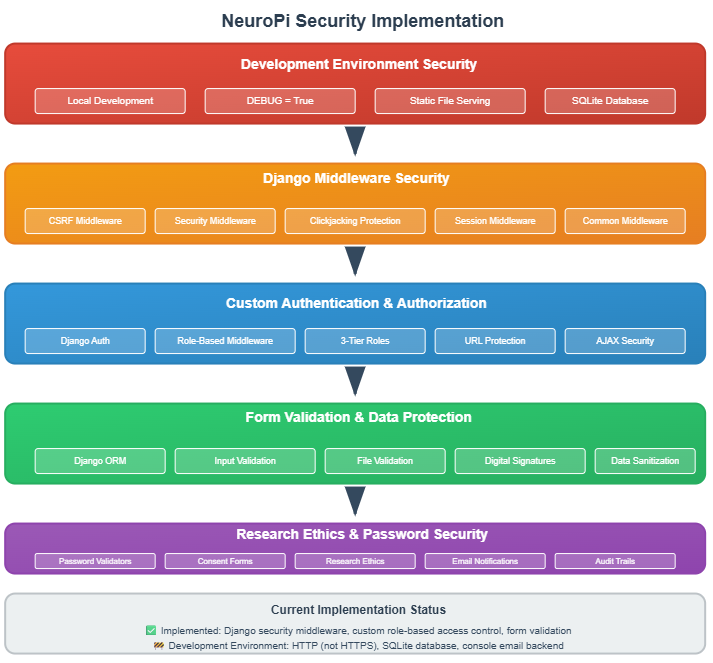 NeuroPi Security Implementation
Development Environment Security
Local Development
DEBUG = True
Static File Serving
SQLite Database
Django Middleware Security
CSRF Middleware
Security Middleware
Clickjacking Protection
Session Middleware
Common Middleware
Custom Authentication & Authorization
Django Auth
Role-Based Middleware
3-Tier Roles
URL Protection
AJAX Security
Form Validation & Data Protection
Django ORM
Input Validation
File Validation
Digital Signatures
Data Sanitization
Research Ethics & Password Security
Password Validators
Consent Forms
Research Ethics
Email Notifications
Audit Trails
Current Implementation Status
✅ Implemented: Django security middleware, custom role-based access control, form validation
🚧 Development Environment: HTTP (not HTTPS), SQLite database, console email backend